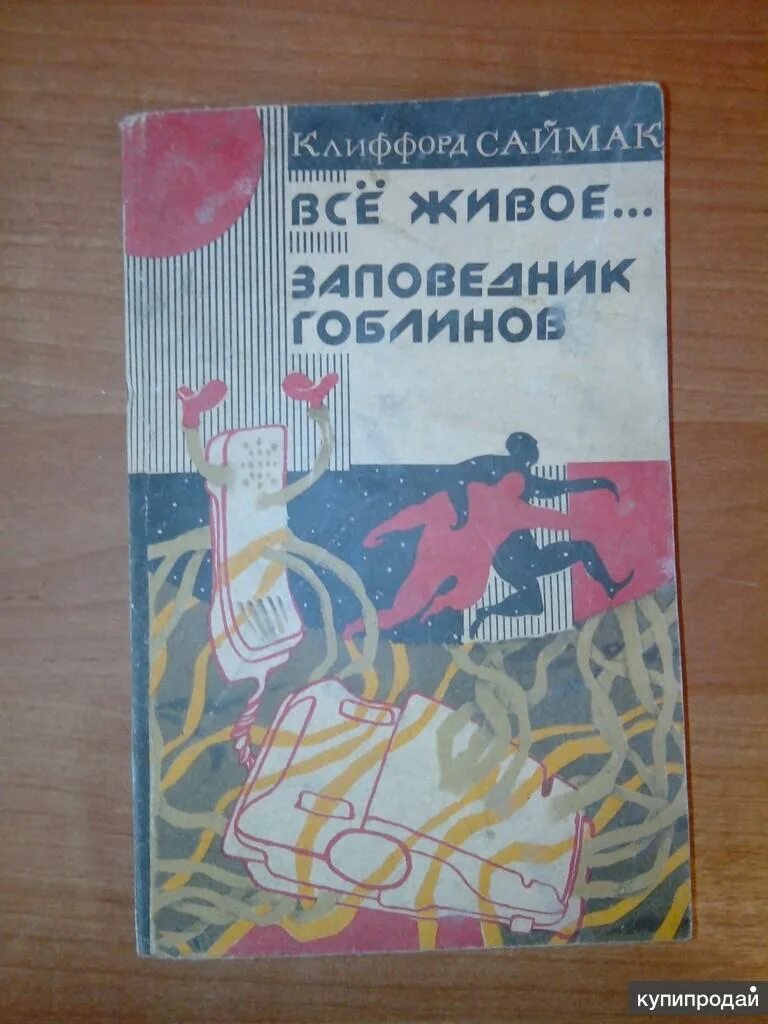 Клиффорд САЙМАК
ВСЁ ЖИВОЕ...
ЗАПОВЕДНИК
ГОБЛИНОВ
купипродай